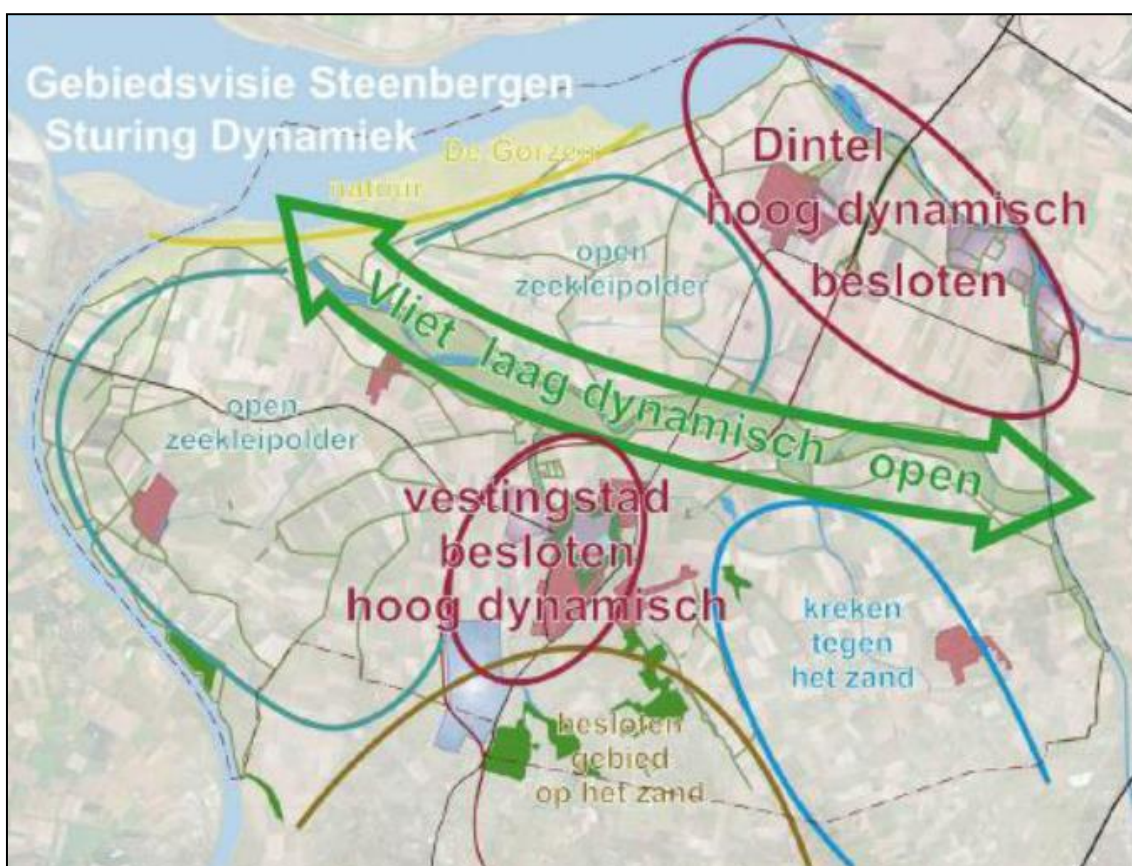 Gebiedsvisie Steenbergen
Sturing Dynamiek
De Gorzen
natuur
Dintel
hoog dynamisch
besloten
open
zeekleipolder
Vliet laag dynamisch open
open
zeekleipolder
vestingstad
besloten
hoog dynamisch
kreken
tegen
het zand
besloten
gebied
op het zand